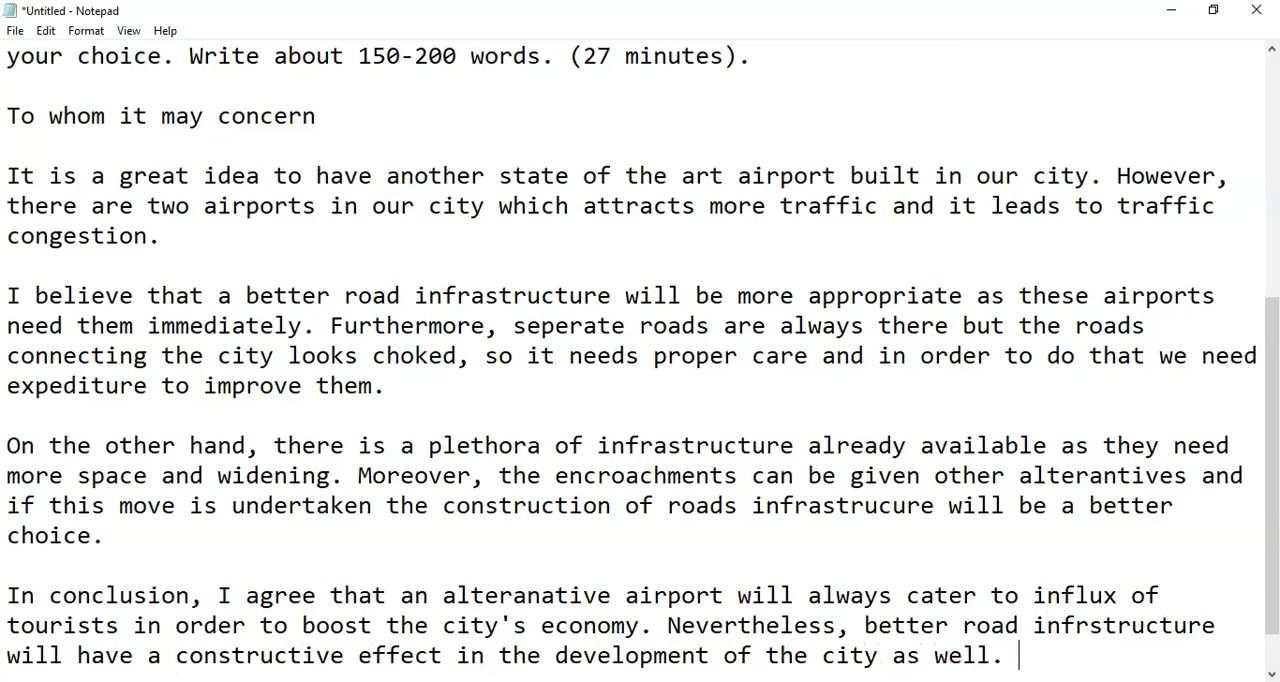 *Untitled - Notepad
File Edit Format View Help
your choice. Write about 150-200 words. (27 minutes).
To whom it may concern
It is a great idea to have another state of the art airport built in our city. However,
there are two airports in our city which attracts more traffic and it leads to traffic
congestion.
I believe that a better road infrastructure will be more appropriate as these airports
need them immediately. Furthermore, seperate roads are always there but the roads
connecting the city looks choked, so it needs proper care and in order to do that we need
expediture to improve them.
On the other hand, there is a plethora of infrastructure already available as they need
more space and widening. Moreover, the encroachments can be given other alterantives and
if this move is undertaken the construction of roads infrastrucure will be a better
choice.
In conclusion, I agree that an alteranative airport will always cater to influx of
tourists in order to boost the city's economy. Nevertheless, better road infrstructure
will have a constructive effect in the development of the city as well.